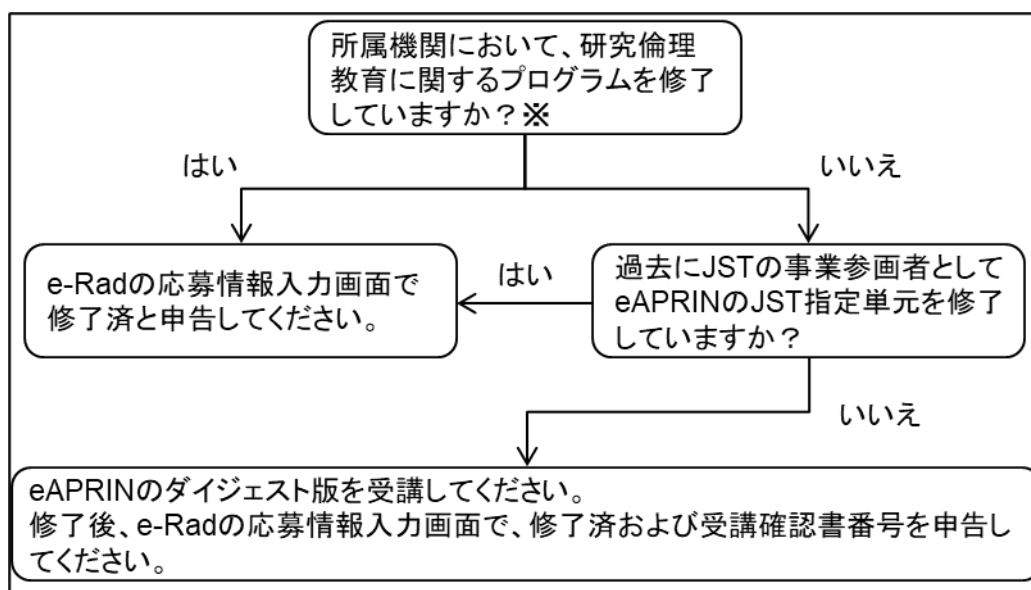 所属機関において、研究倫理
教育に関するプログラムを修了
していますか？※
はい
いいえ
e-Radの応募情報入力画面で
修了済と申告してください。
はい
過去にJSTの事業参画者として
eAPRINのJST指定単元を修了
していますか？
いいえ
eAPRINのダイジェスト版を受講してください。
修了後、e-Radの応募情報入力画面で、修了済および受講確認書番号を申告し
てください。